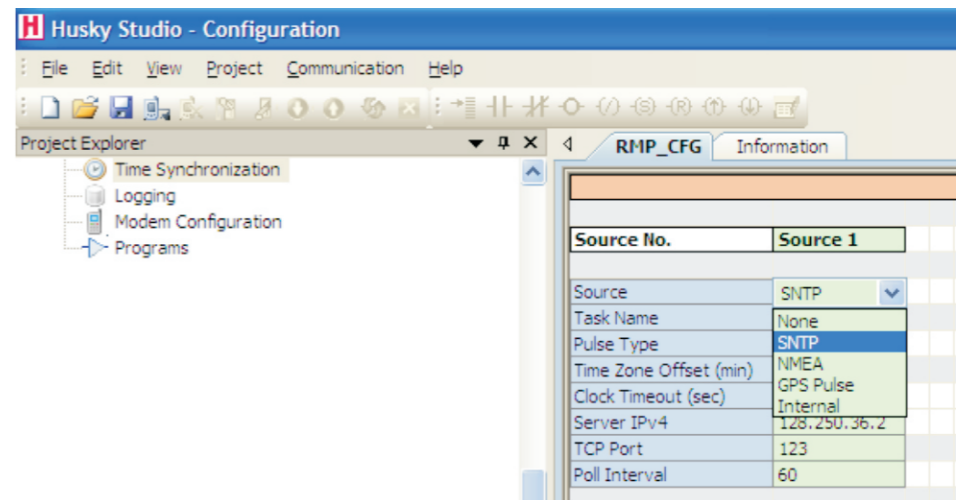 H Husky Studio - Configuration
File Edit View Project Communication Help
Project Explorer
Time Synchronization
Logging
Modem Configuration
Programs
RMP_CFG Information
Source No. Source 1
Source SNTP
Task Name
Pulse Type
Time Zone Offset (min)
Clock Timeout (sec)
None
SNTP
NMEA
GPS Pulse
Internal
Server IPv4 128.250.36.2
TCP Port 123
Poll Interval 60